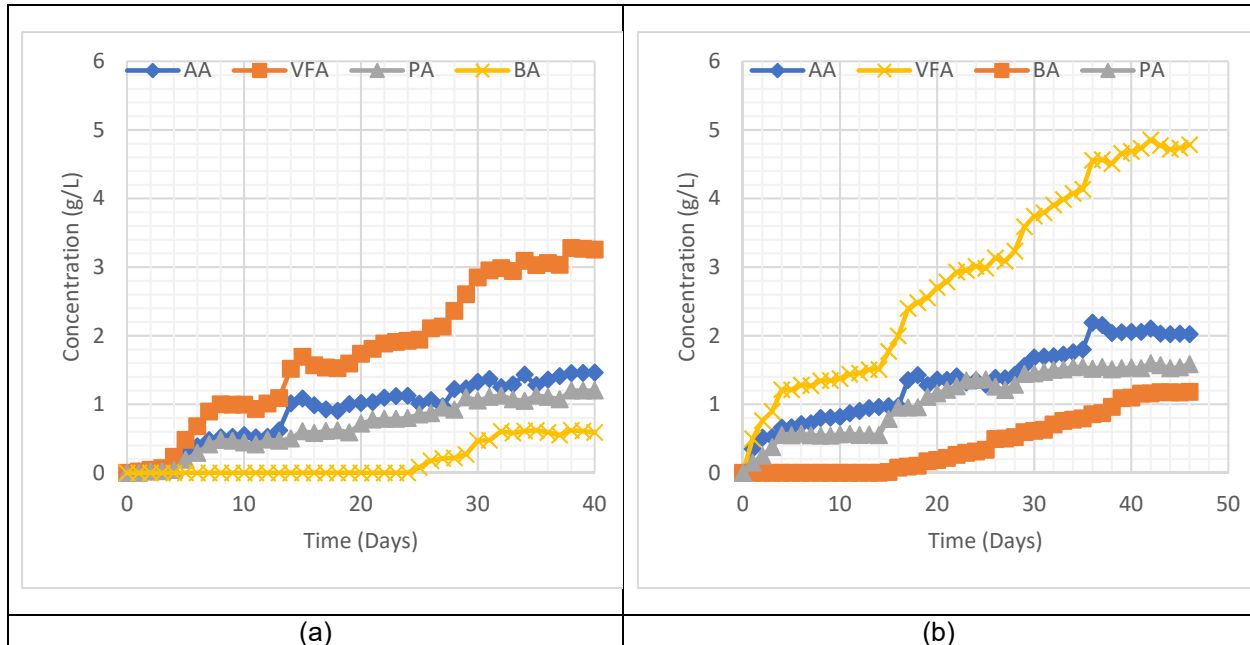 6
AA VFA PA BA
5
4
3
2
1
0
0 10 20 30 40
Concentration (g/L)
Time (Days)
(a)
6
AA VFA BA PA
5
4
3
2
1
0
0 10 20 30 40 50
Concentration (g/L)
Time (Days)
(b)